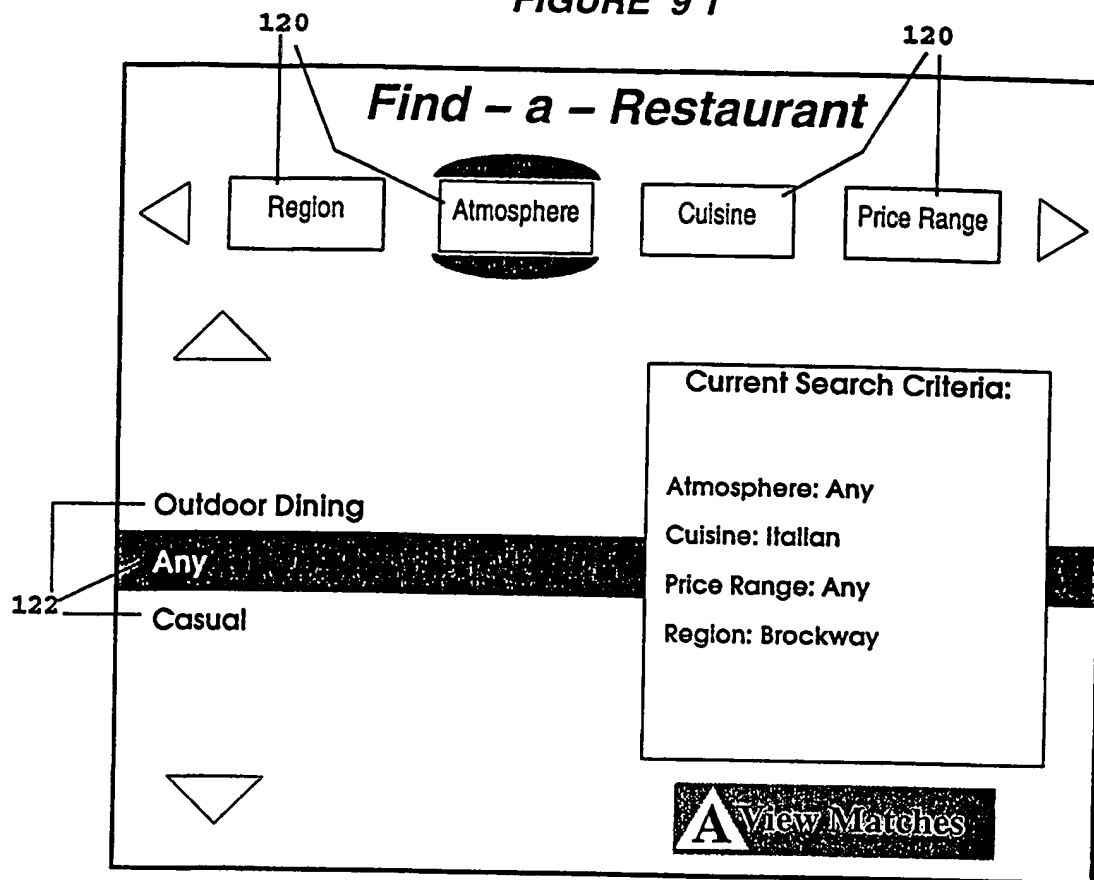 FIGURE 9 I
120
120
Find – a – Restaurant
Region
Atmosphere
Cuisine
Price Range
Current Search Criteria:
Atmosphere: Any
Cuisine: Italian
Price Range: Any
Region: Brockway
Outdoor Dining
Any
Casual
122
A View Matches